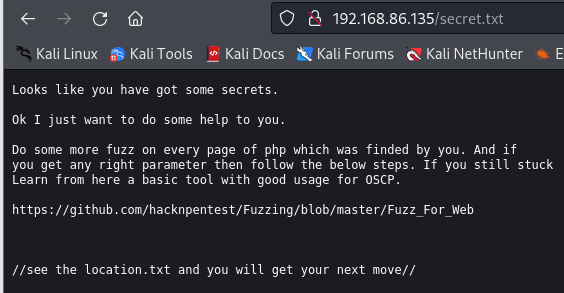 192.168.86.135/secret.txt
Kali Linux Kali Tools Kali Docs Kali Forums Kali NetHunter E
Looks like you have got some secrets.
Ok I just want to do some help to you.
Do some more fuzz on every page of php which was finded by you. And if
you get any right parameter then follow the below steps. If you still stuck
Learn from here a basic tool with good usage for OSCP.
https://github.com/hacknpentest/Fuzzing/blob/master/Fuzz_For_Web
//see the location.txt and you will get your next move//